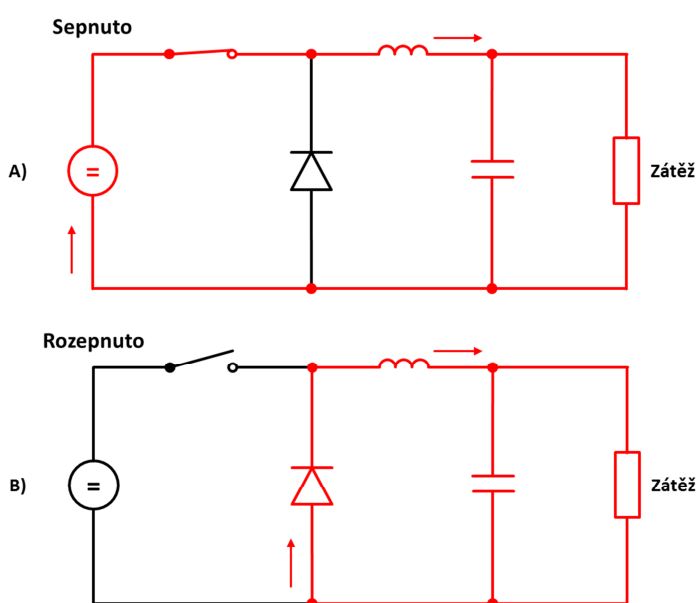 Sepnuto
A)
=
Zátěž
Rozepnuto
B)
=
Zátěž